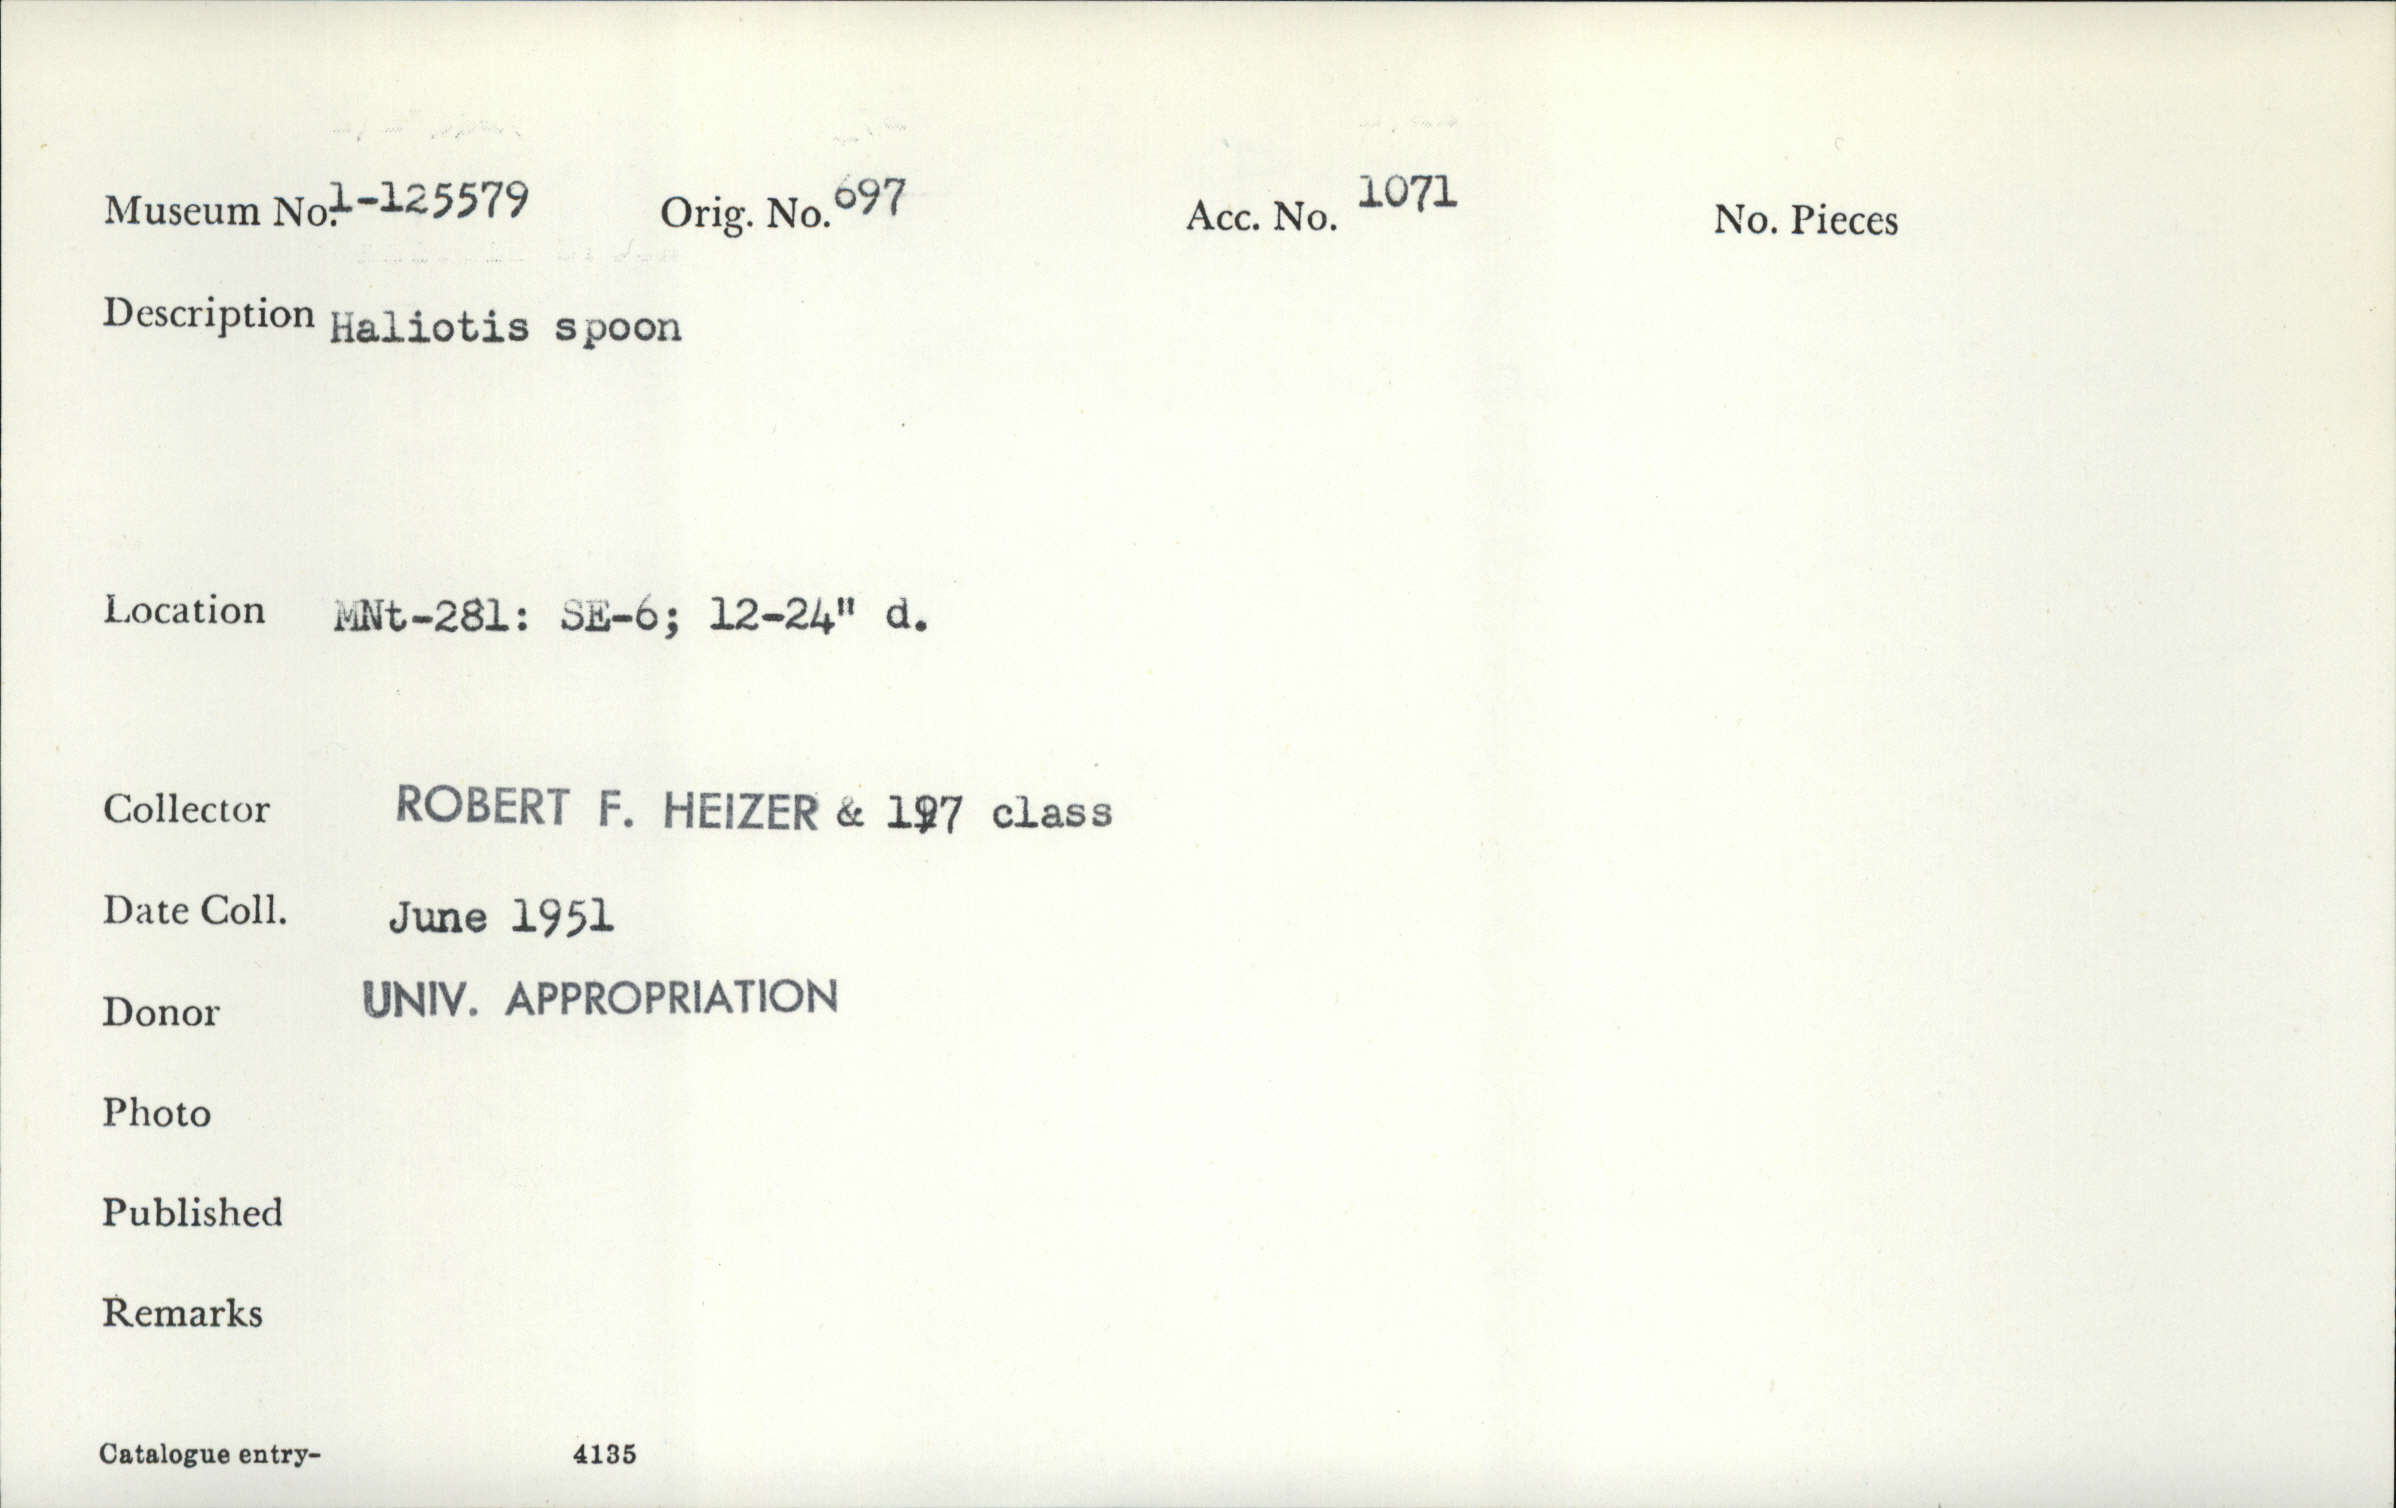 Museum No. 1-125579 Orig. No. 697 Acc. No. 1071 No. Pieces
Description Haliotis spoon
Location MNt-281: SE-6; 12-24" d.
Collector ROBERT F. HEIZER & 197 class
Date Coll. June 1951
Donor UNIV. APPROPRIATION
Photo
Published
Remarks
Catalogue entry- 4135